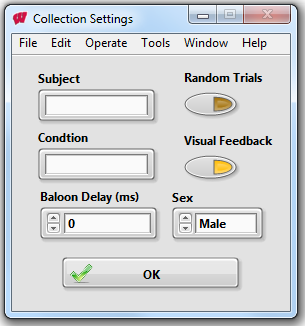 Collection Settings
File Edit Operate Tools Window Help
Subject
Random Trials
Condtion
Visual Feedback
Baloon Delay (ms)
Sex
0
Male
OK